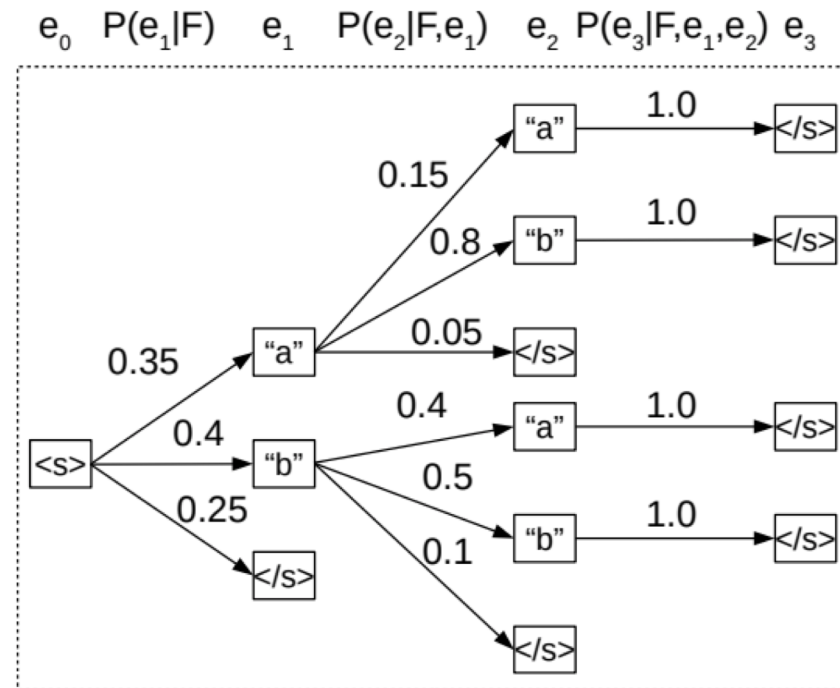 e₀ P(e₁|F) e₁ P(e₂|F,e₁) e₂ P(e₃|F,e₁,e₂) e₃
“a” 1.0 </s>
0.15
“b” 1.0 </s>
0.8
“a” 0.05 </s>
0.35
0.4 “a” 1.0 </s>
<s> 0.4 “b”
0.5
0.25
“b” 1.0 </s>
0.1
</s>
</s>